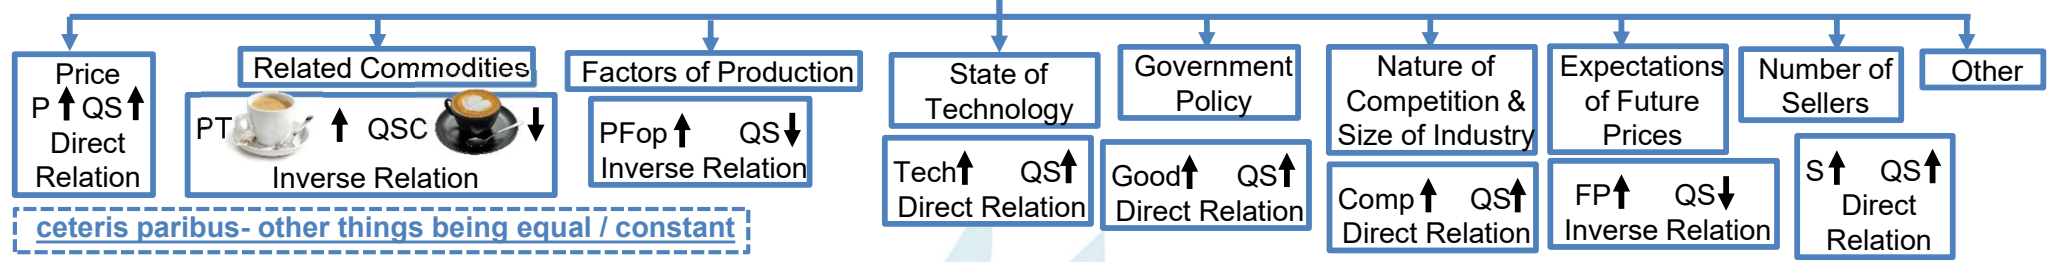 Price
P ↑ QS ↑
Direct
Relation
Related Commodities
PT ↑ QSC ↓
Inverse Relation
Factors of Production
PFop ↑ QS ↓
Inverse Relation
State of
Technology
Tech ↑ QS ↑
Direct Relation
Government
Policy
Good ↑ QS ↑
Direct Relation
Nature of
Competition &
Size of Industry
Comp ↑ QS ↑
Direct Relation
Expectations
of Future
Prices
FP ↑ QS ↓
Inverse Relation
Number of
Sellers
S ↑ QS ↑
Direct
Relation
Other
ceteris paribus- other things being equal / constant